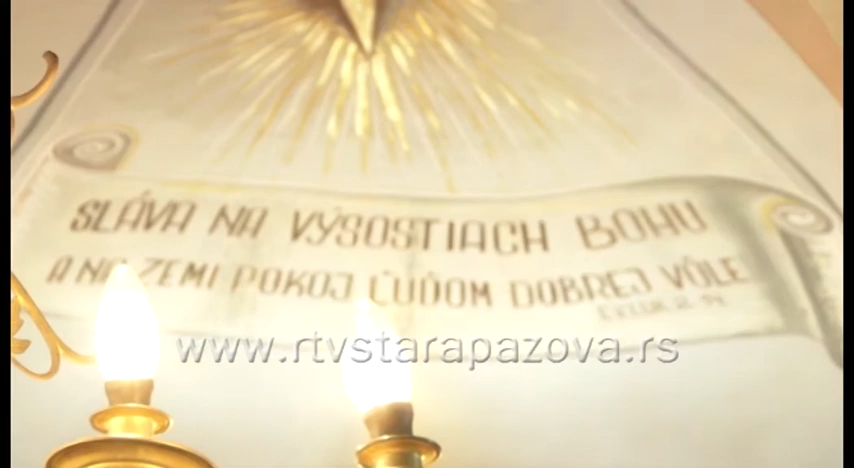 SLÁVA NA VÝSOSTIACH BOHU
A NA ZEMI POKOJ ĽUĎOM DOBREJ VÔLE
www.rtvstarapazova.rs